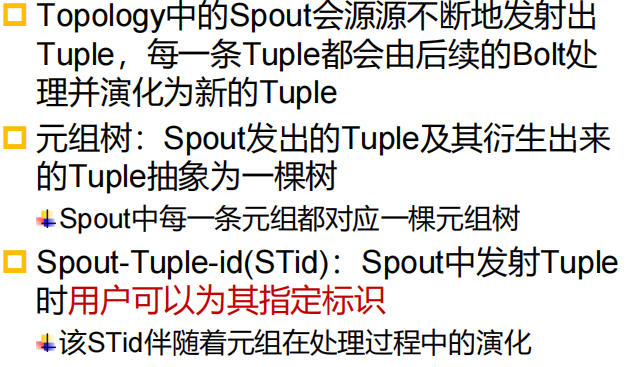 Topology中的Spout会源源不断地发射出
Tuple，每一条Tuple都会由后续的Bolt处
理并演化为新的Tuple
元组树：Spout发出的Tuple及其衍生出来
的Tuple抽象为一棵树
Spout中每一条元组都对应一棵元组树
Spout-Tuple-id(STid)：Spout中发射Tuple
时用户可以为其指定标识
该STid伴随着元组在处理过程中的演化